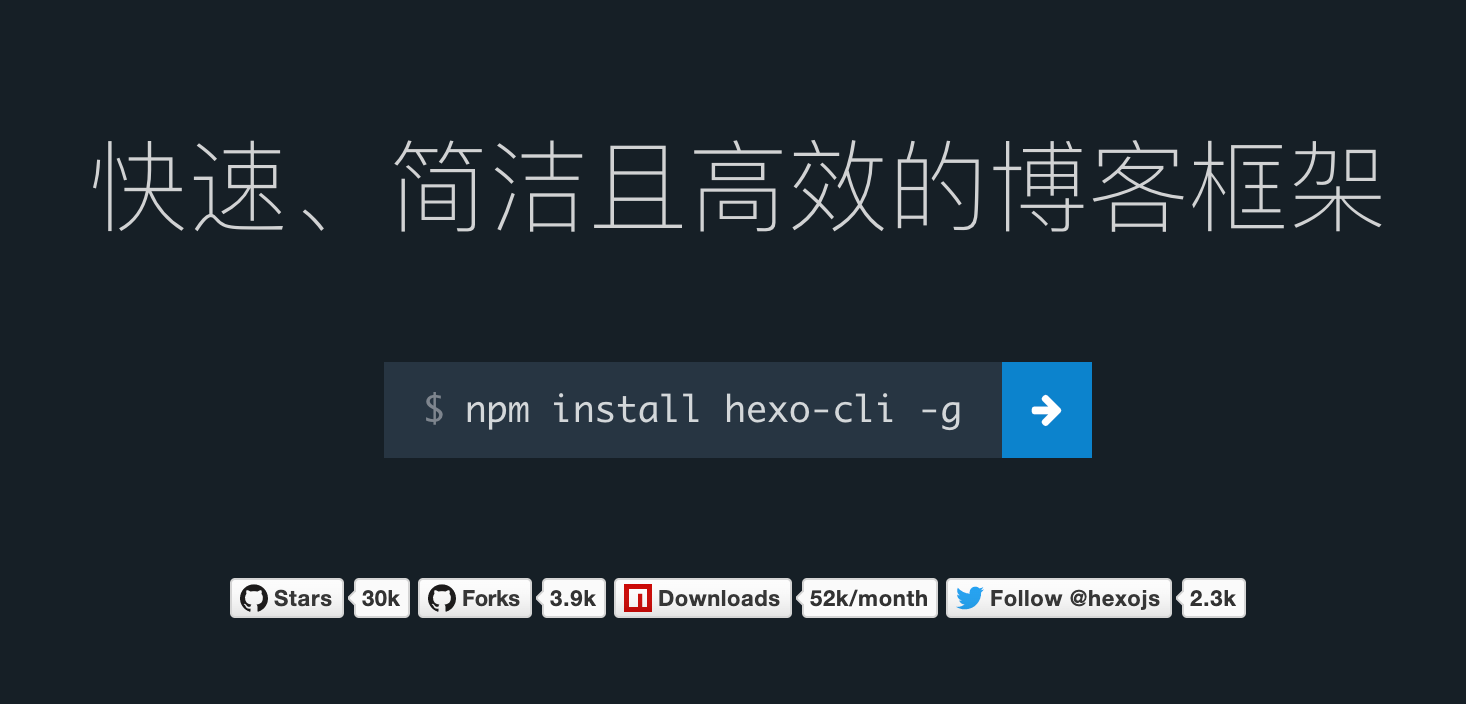 快速、简洁且高效的博客框架
$ npm install hexo-cli -g
Stars 30k Forks 3.9k Downloads 52k/month Follow @hexojs 2.3k